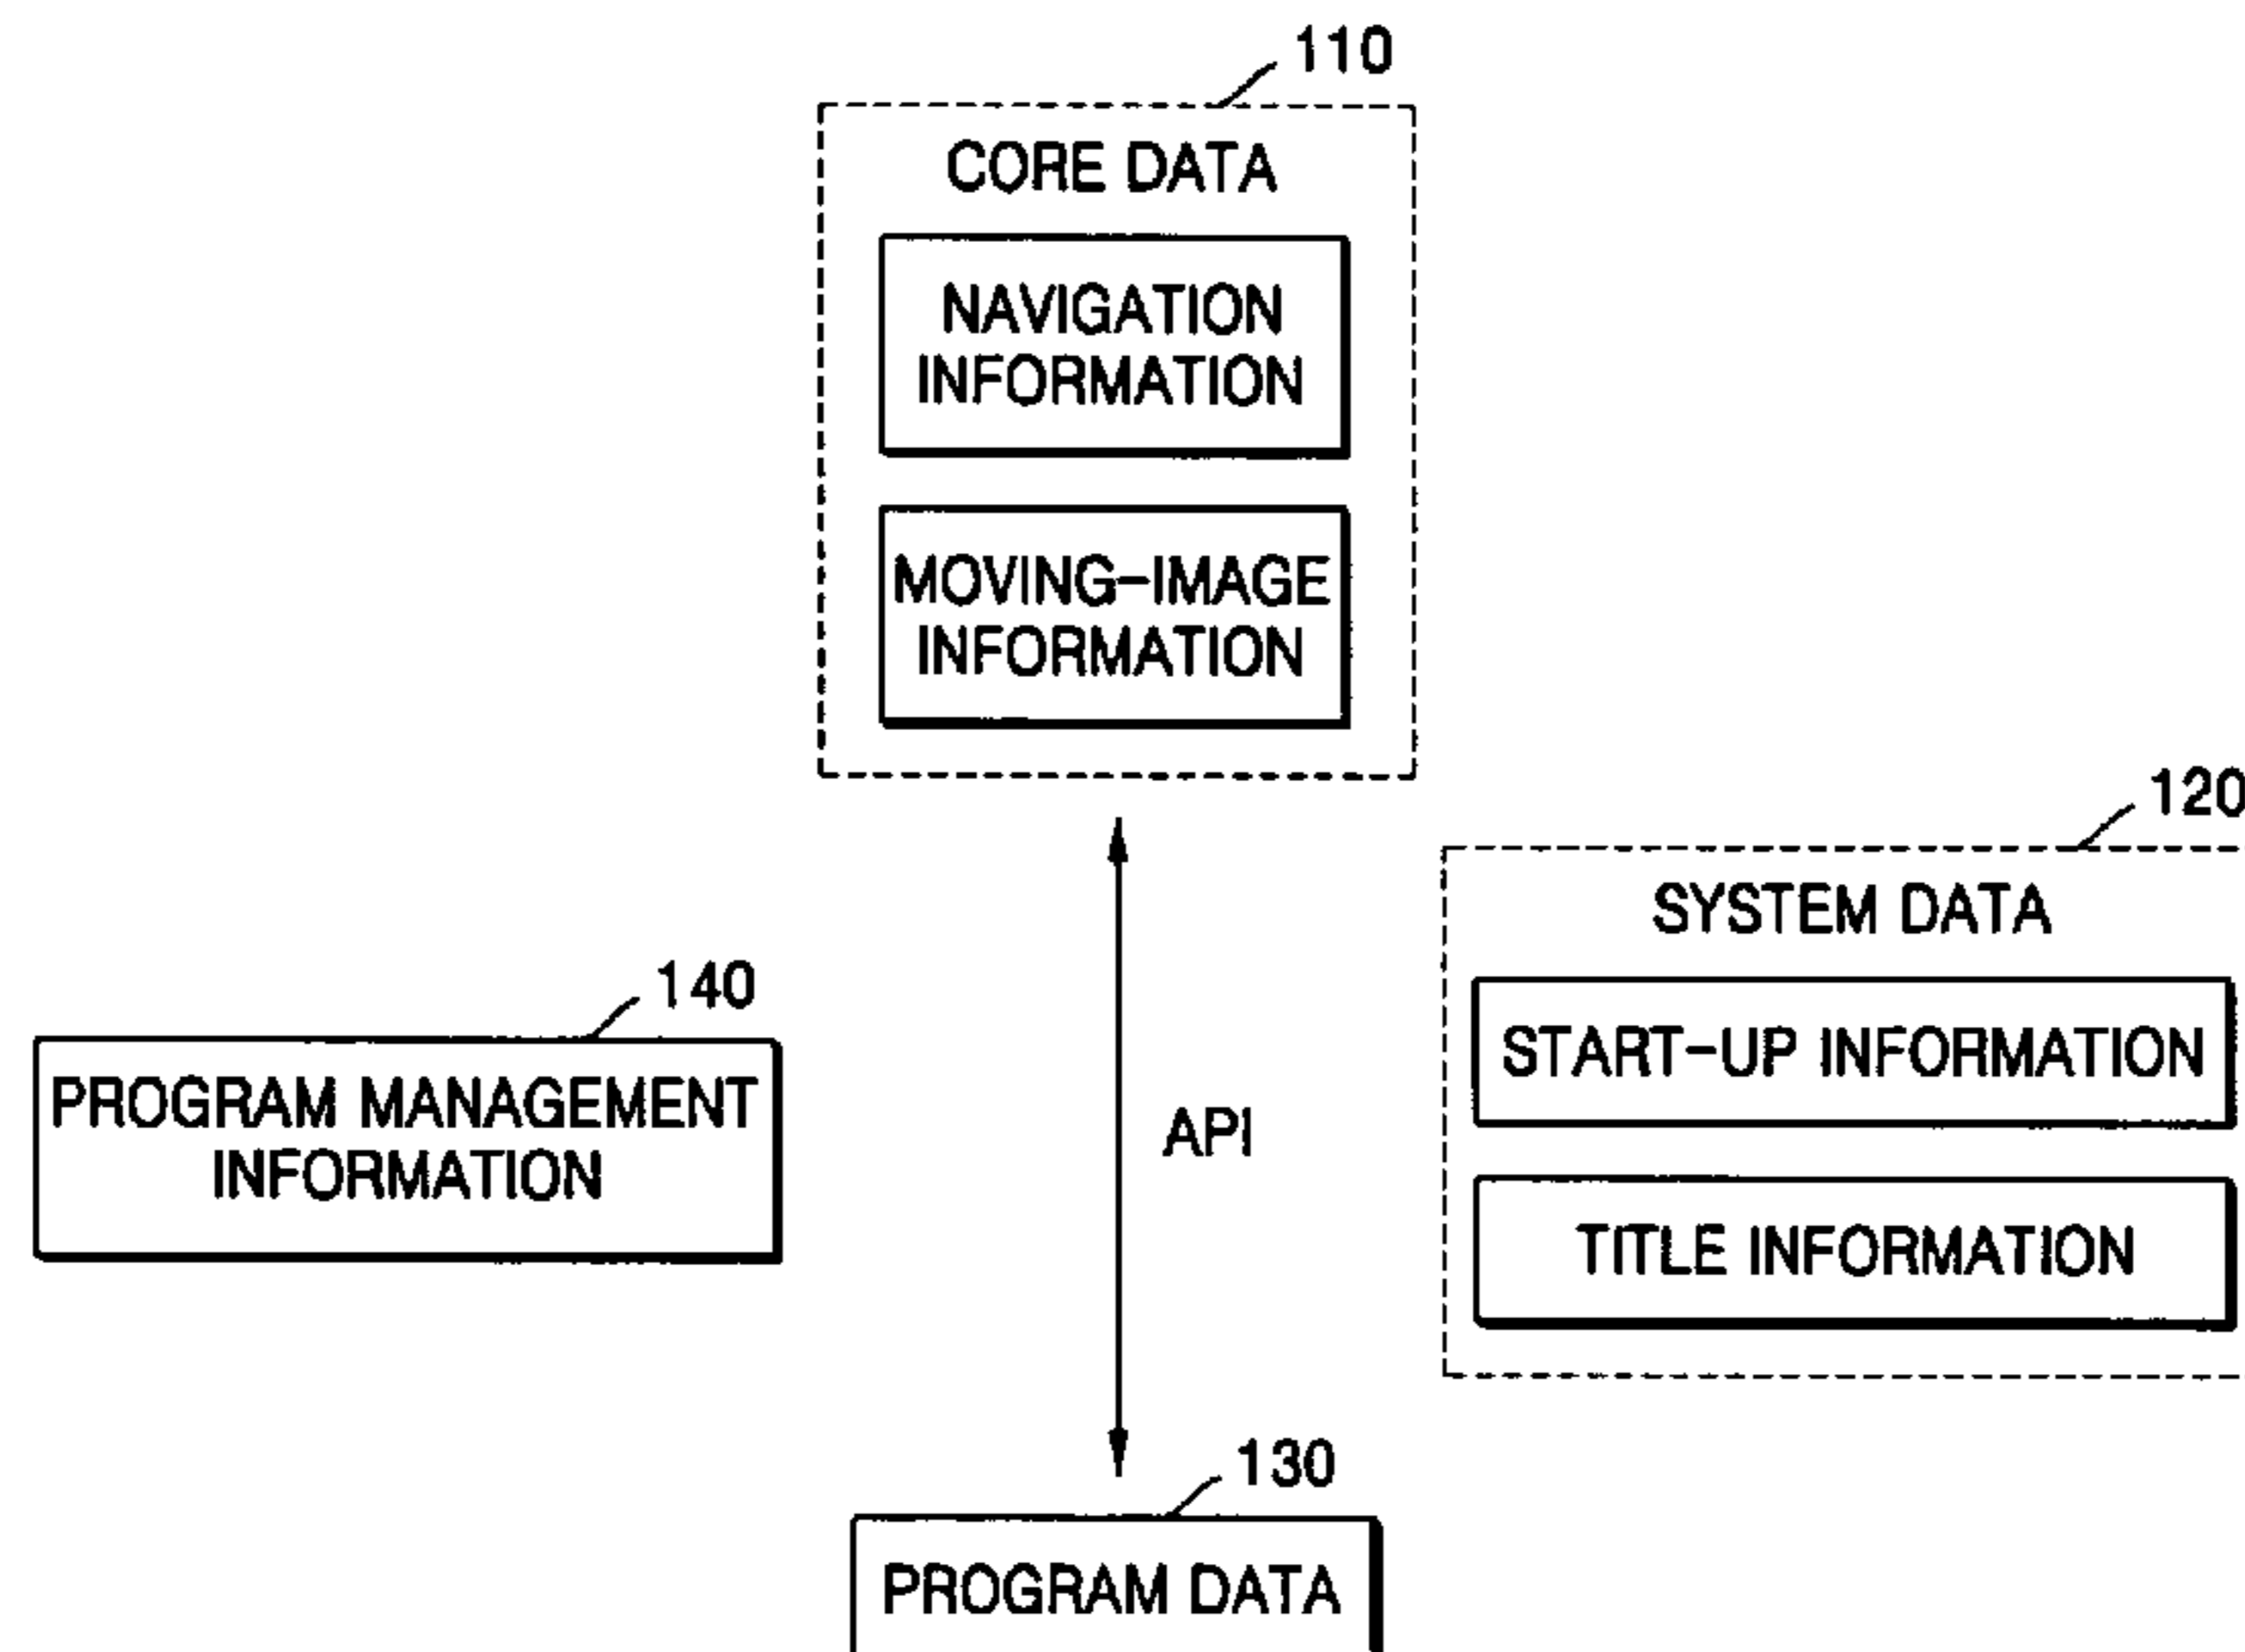 110
CORE DATA
NAVIGATION
INFORMATION
MOVING-IMAGE
INFORMATION
120
SYSTEM DATA
START-UP INFORMATION
TITLE INFORMATION
140
PROGRAM MANAGEMENT
INFORMATION
API
130
PROGRAM DATA